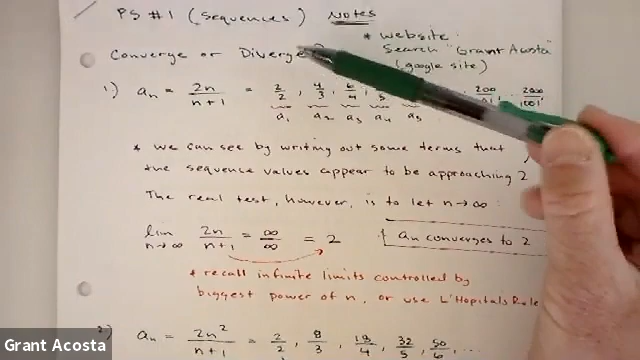 PS #1 (Sequences) Notes
* website:
Search "Grant Acosta"
(google site)
Converge or Diverge
1) an = 2n/n+1 = 2/2, 4/3, 6/4,
a1 a2 a3 a4 a5
* we can see by writing out some terms that
the sequence values appear to be approaching 2
The real test, however, is to let n→∞:
lim n→∞ 2n/n+1 = ∞/∞ = 2 { an converges to 2
* recall infinite limits controlled by
biggest power of n, or use L'Hopitals Rule
2) an = 2n²/n+1 = 2/2, 8/3, 18/4, 32/5, 50/6, ...
Grant Acosta